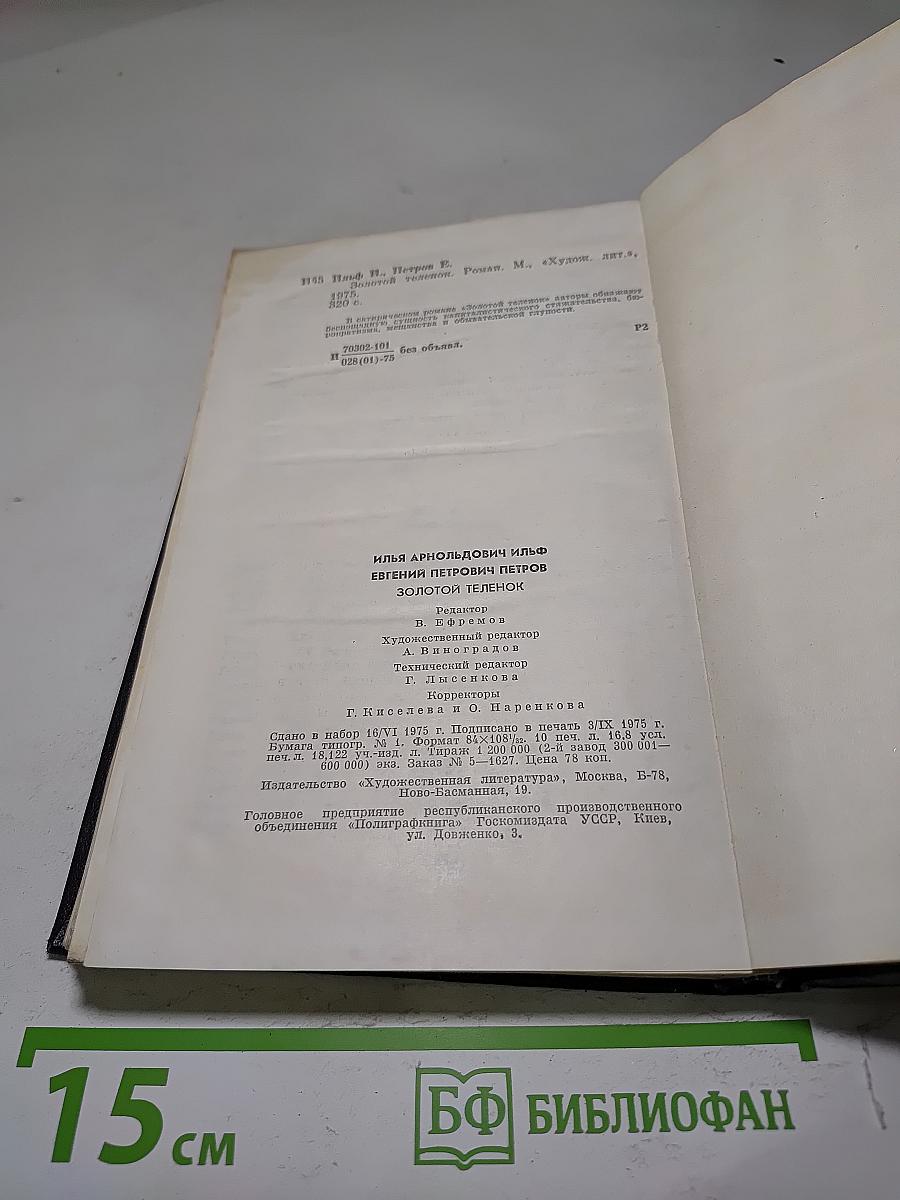 И45 Ильф И., Петров Е.
Золотой теленок. Роман. М., «Худож. лит.»,
1975.
320 с.
В сатирическом романе «Золотой теленок» авторы обнажают
беспощадную сущность капиталистического стяжательства, бю-
рократизма, мещанства и обывательской глупости.
И 70302-101 без объявл. Р2
028(01)-75
ИЛЬЯ АРНОЛЬДОВИЧ ИЛЬФ
ЕВГЕНИЙ ПЕТРОВИЧ ПЕТРОВ
ЗОЛОТОЙ ТЕЛЕНОК
Редактор
В. Ефремов
Художественный редактор
А. Виноградов
Технический редактор
Г. Лысенкова
Корректоры
Г. Киселева и О. Наренкова
Сдано в набор 16/VI 1975 г. Подписано в печать 3/IX 1975 г.
Бумага типогр. № 1. Формат 84×108¹/₃₂. 10 печ. л. 16,8 усл.
печ. л. 18,122 уч.-изд. л. Тираж 1 200 000 (2-й завод 300 001—
600 000) экз. Заказ № 5—1627. Цена 78 коп.
Издательство «Художественная литература», Москва, Б-78,
Ново-Басманная, 19.
Головное предприятие республиканского производственного
объединения «Полиграфкнига» Госкомиздата УССР, Киев,
ул. Довженко, 3.
15 см
БФ БИБЛИОФАН